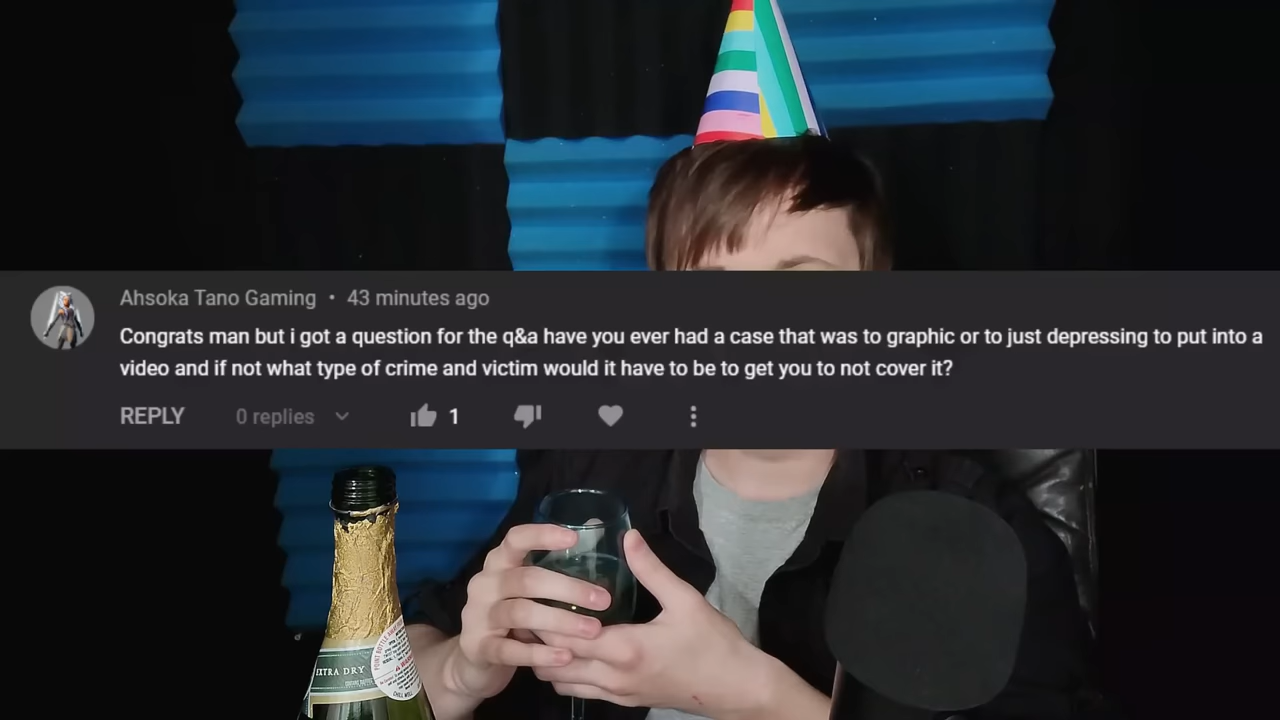 Ahsoka Tano Gaming • 43 minutes ago
Congrats man but i got a question for the q&a have you ever had a case that was to graphic or to just depressing to put into a
video and if not what type of crime and victim would it have to be to get you to not cover it?
REPLY 0 replies 1
EXTRA DRY